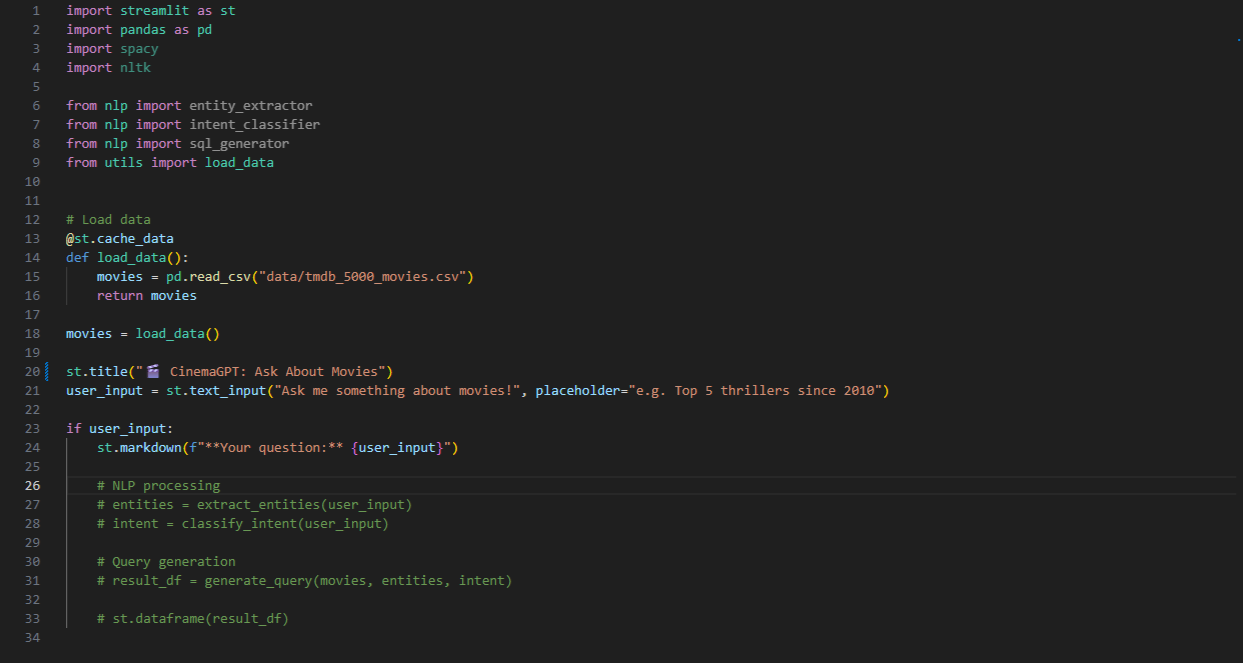 1 import streamlit as st
2 import pandas as pd
3 import spacy
4 import nltk
5
6 from nlp import entity_extractor
7 from nlp import intent_classifier
8 from nlp import sql_generator
9 from utils import load_data
10
11
12 # Load data
13 @st.cache_data
14 def load_data():
15     movies = pd.read_csv("data/tmdb_5000_movies.csv")
16     return movies
17
18 movies = load_data()
19
20 st.title("🎬 CinemaGPT: Ask About Movies")
21 user_input = st.text_input("Ask me something about movies!", placeholder="e.g. Top 5 thrillers since 2010")
22
23 if user_input:
24     st.markdown(f"**Your question:** {user_input}")
25
26     # NLP processing
27     # entities = extract_entities(user_input)
28     # intent = classify_intent(user_input)
29
30     # Query generation
31     # result_df = generate_query(movies, entities, intent)
32
33     # st.dataframe(result_df)
34